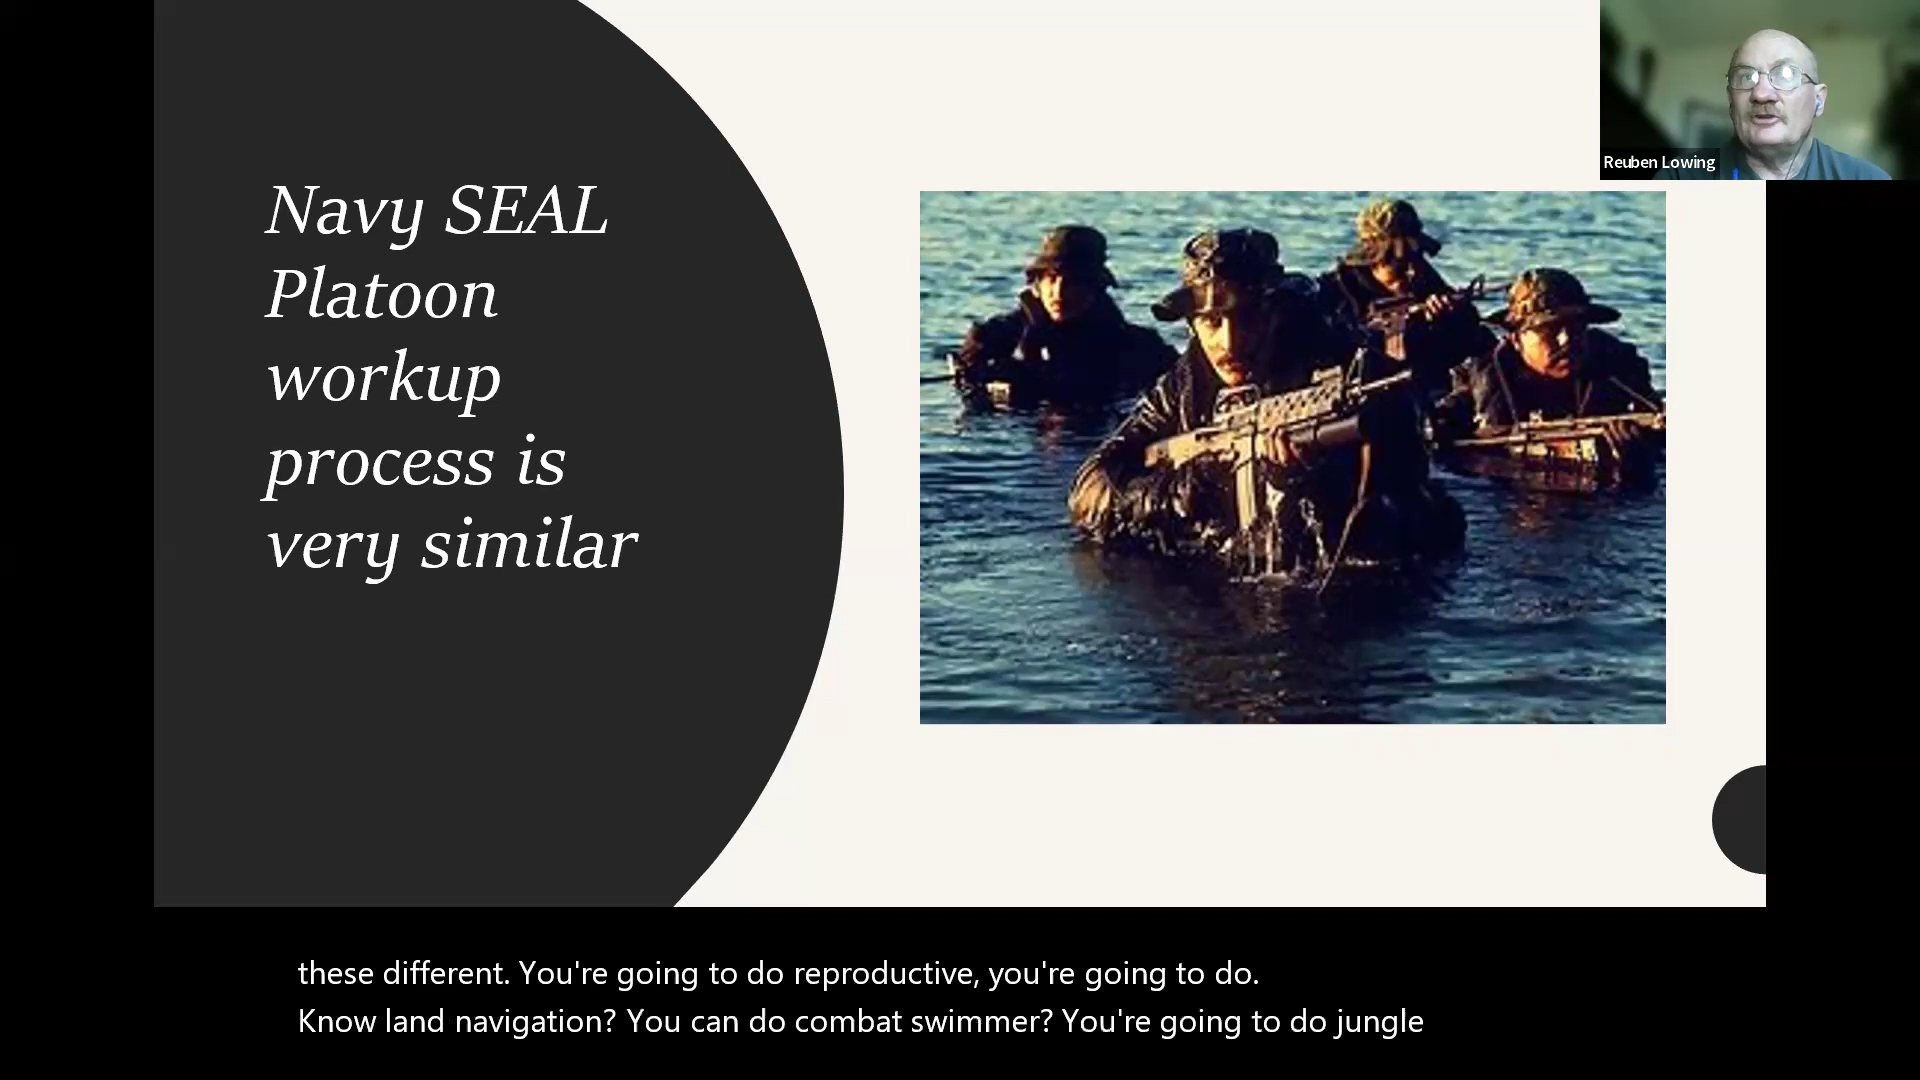 Navy SEAL
Platoon
workup
process is
very similar
Reuben Lowing
these different. You're going to do reproductive, you're going to do.
Know land navigation? You can do combat swimmer? You're going to do jungle